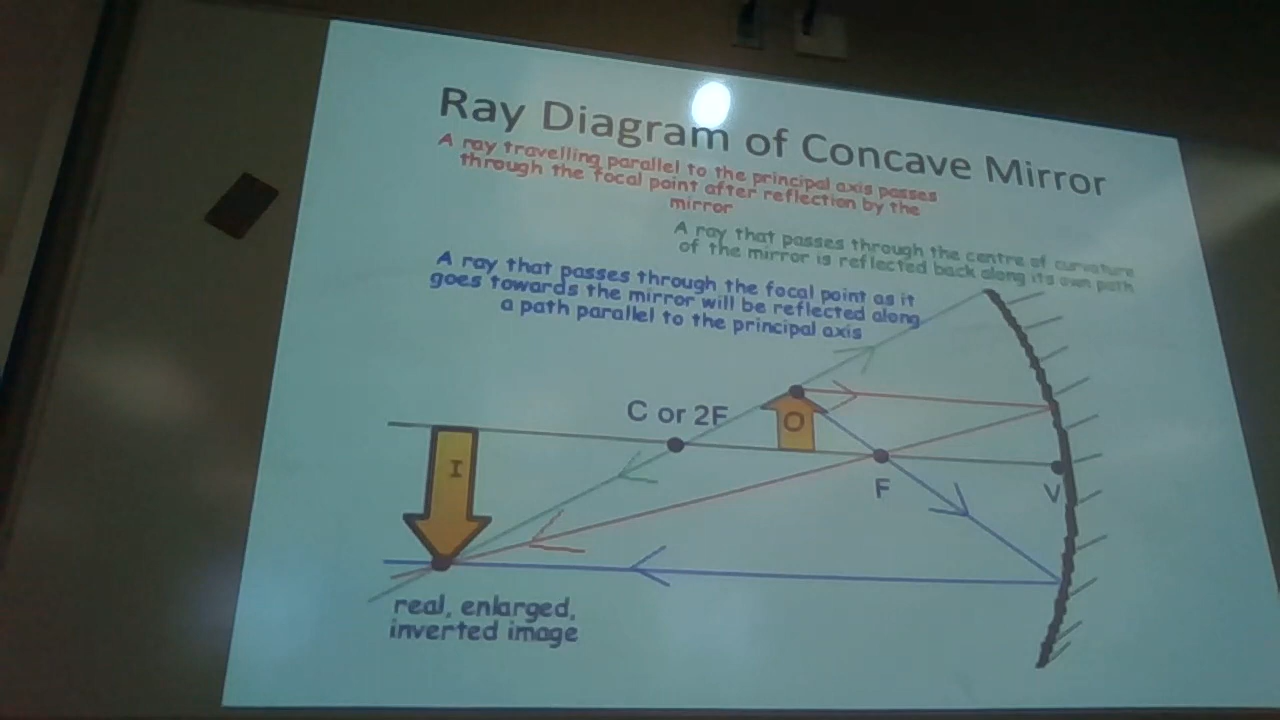 Ray Diagram of Concave Mirror
A ray travelling parallel to the principal axis passes
through the focal point after reflection by the
mirror
A ray that passes through the centre of curvature
of the mirror is reflected back along its own path
A ray that passes through the focal point as it
goes towards the mirror will be reflected along
a path parallel to the principal axis
C or 2F
O
I
F
V
real, enlarged,
inverted image